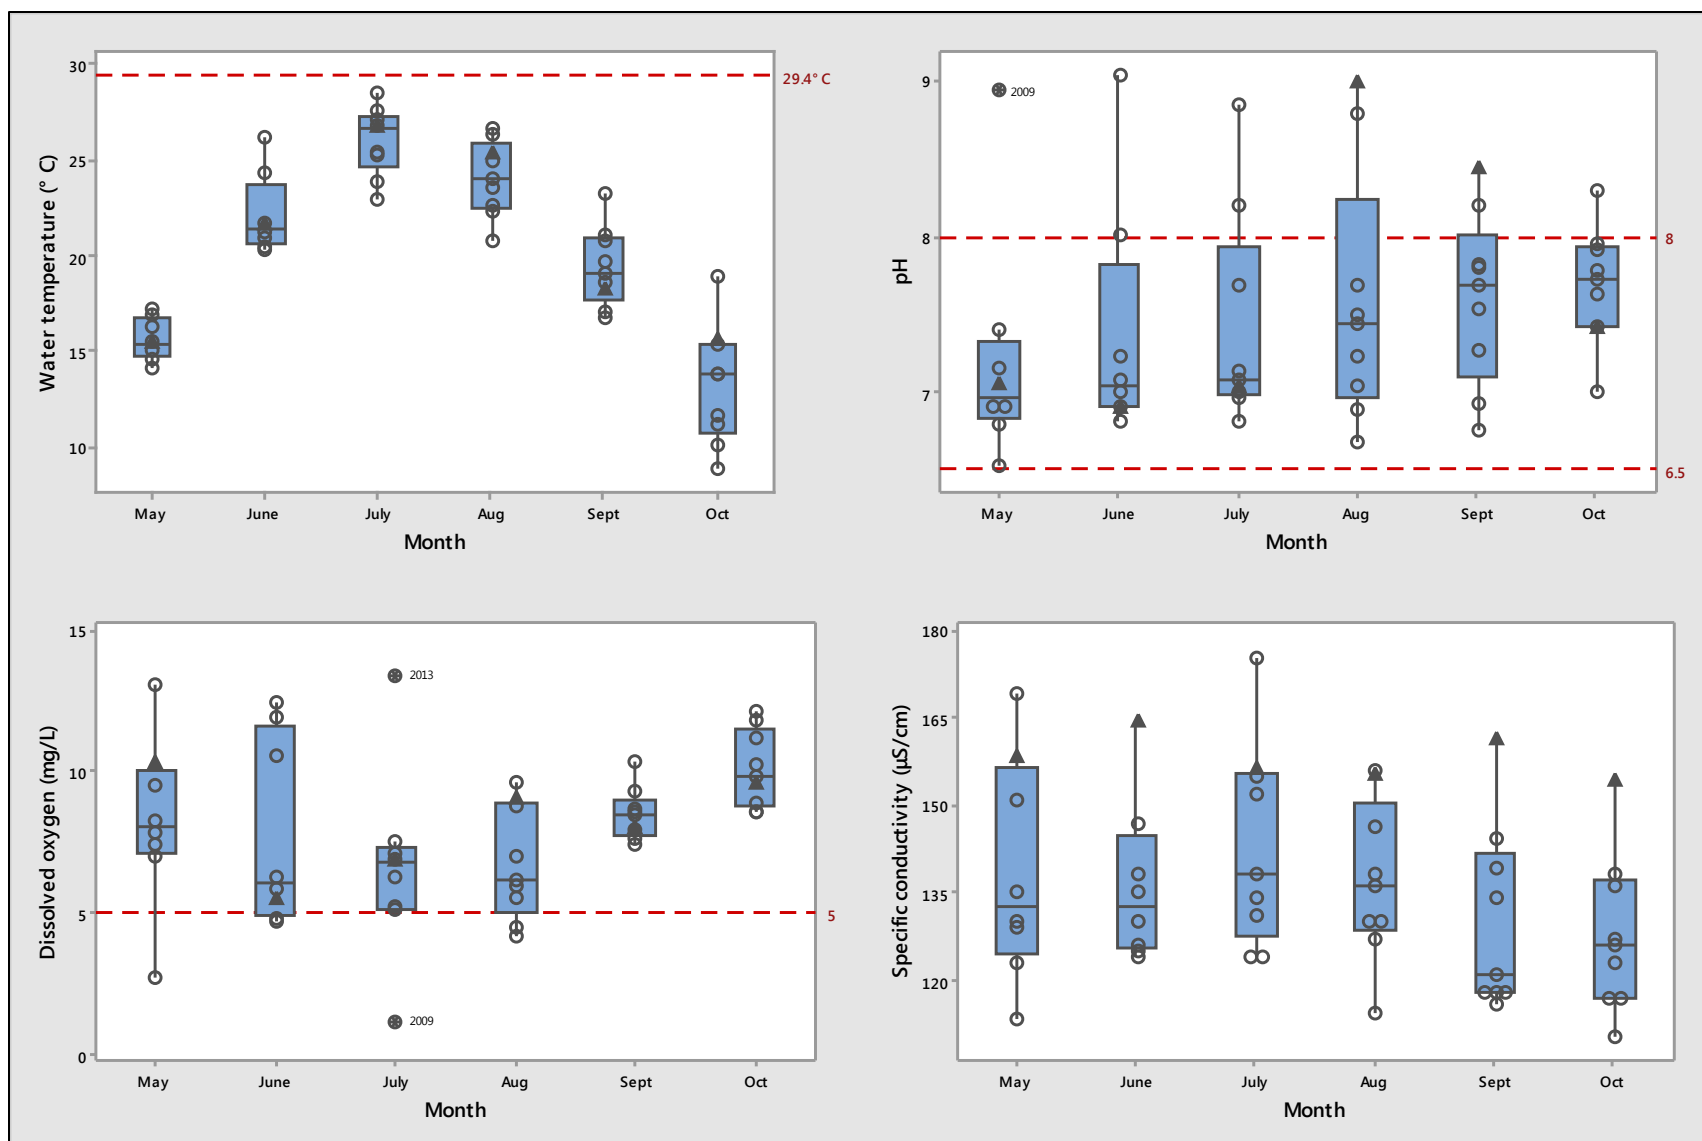 Water temperature (° C)
30
25
20
15
10
29.4° C
May June July Aug Sept Oct
Month
pH
9
8
7
2009
8
6.5
May June July Aug Sept Oct
Month
Dissolved oxygen (mg/L)
15
10
5
0
2013
2009
5
May June July Aug Sept Oct
Month
Specific conductivity (µS/cm)
180
165
150
135
120
May June July Aug Sept Oct
Month